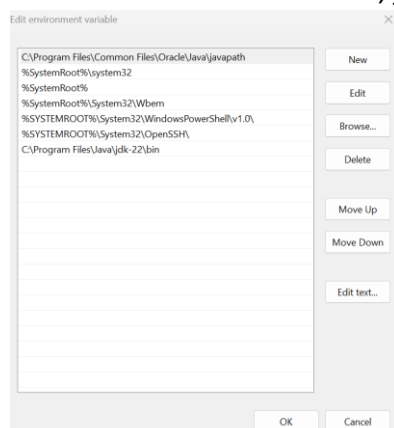 Edit environment variable
C:\Program Files\Common Files\Oracle\Java\javapath
%SystemRoot%\system32
%SystemRoot%
%SystemRoot%\System32\Wbem
%SYSTEMROOT%\System32\WindowsPowerShell\v1.0\
%SYSTEMROOT%\System32\OpenSSH\
C:\Program Files\Java\jdk-22\bin
New
Edit
Browse...
Delete
Move Up
Move Down
Edit text...
OK
Cancel